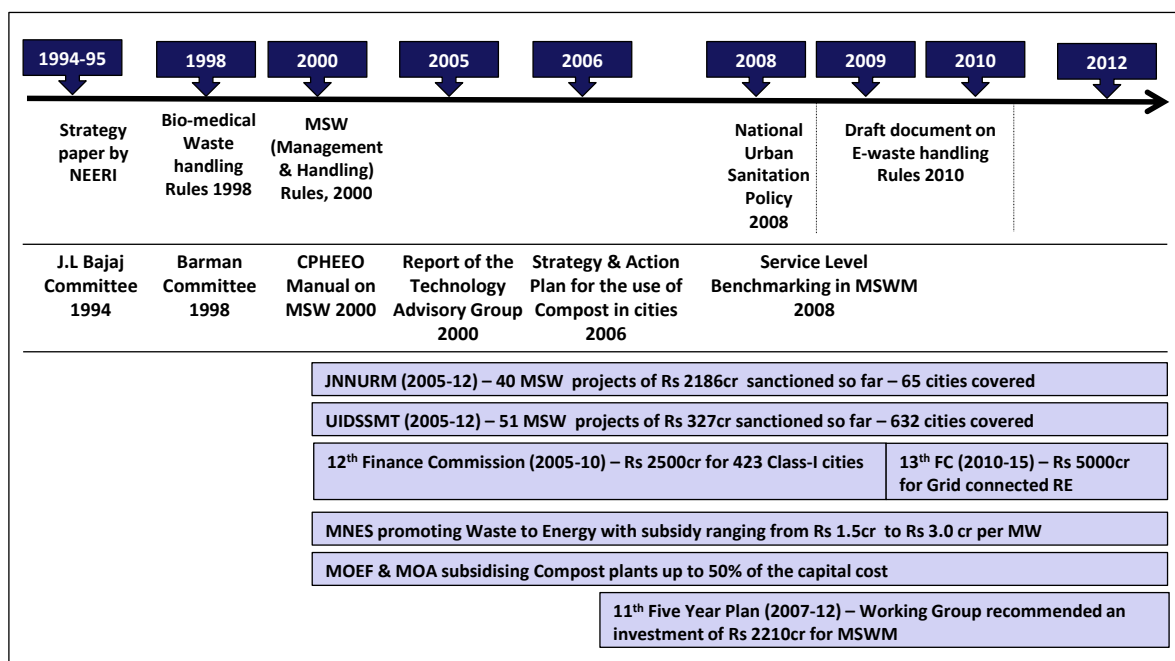 1994-95
1998
2000
2005
2006
2008
2009
2010
2012
Strategy
paper by
NEERI
Bio-medical
Waste
handling
Rules 1998
MSW
(Management
& Handling)
Rules, 2000
National
Urban
Sanitation
Policy
2008
Draft document on
E-waste handling
Rules 2010
J.L Bajaj
Committee
1994
Barman
Committee
1998
CPHEEO
Manual on
MSW 2000
Report of the
Technology
Advisory Group
2000
Strategy & Action
Plan for the use of
Compost in cities
2006
Service Level
Benchmarking in MSWM
2008
JNNURM (2005-12) – 40 MSW projects of Rs 2186cr sanctioned so far – 65 cities covered
UIDSSMT (2005-12) – 51 MSW projects of Rs 327cr sanctioned so far – 632 cities covered
12th Finance Commission (2005-10) – Rs 2500cr for 423 Class-I cities
13th FC (2010-15) – Rs 5000cr
for Grid connected RE
MNES promoting Waste to Energy with subsidy ranging from Rs 1.5cr to Rs 3.0 cr per MW
MOEF & MOA subsidising Compost plants up to 50% of the capital cost
11th Five Year Plan (2007-12) – Working Group recommended an
investment of Rs 2210cr for MSWM